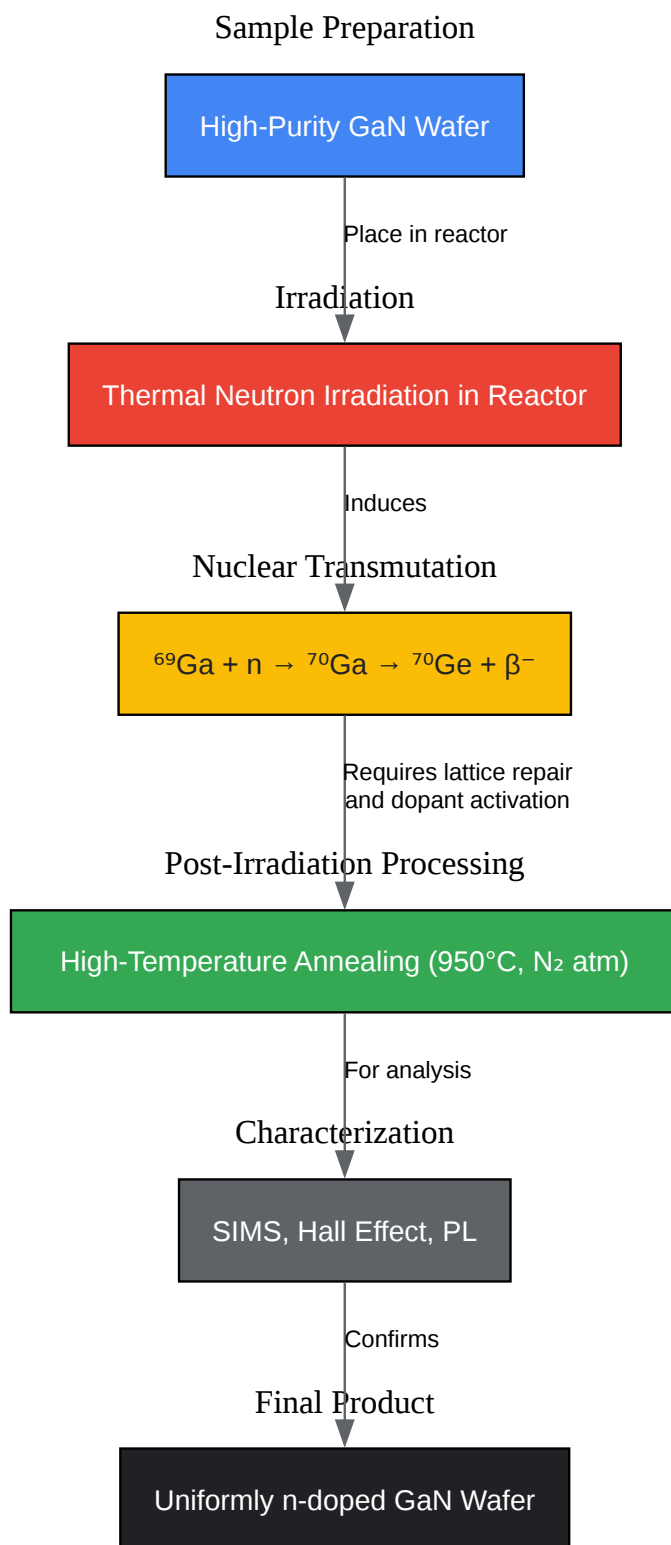 Sample Preparation
High-Purity GaN Wafer
Place in reactor
Irradiation
Thermal Neutron Irradiation in Reactor
Induces
Nuclear Transmutation
⁶⁹Ga + n → ⁷⁰Ga → ⁷⁰Ge + β⁻
Requires lattice repair
and dopant activation
Post-Irradiation Processing
High-Temperature Annealing (950°C, N₂ atm)
For analysis
Characterization
SIMS, Hall Effect, PL
Confirms
Final Product
Uniformly n-doped GaN Wafer